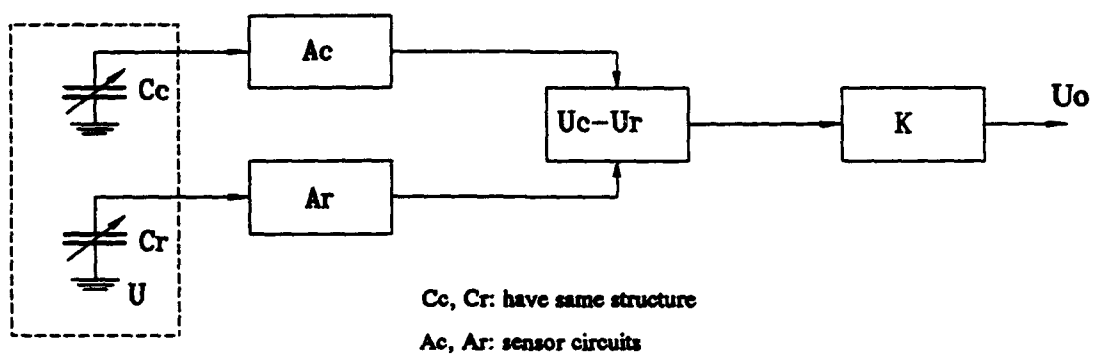 Ac
Cc
Uc-Ur
K
Uo
Ar
Cr
U
Cc, Cr: have same structure
Ac, Ar: sensor circuits